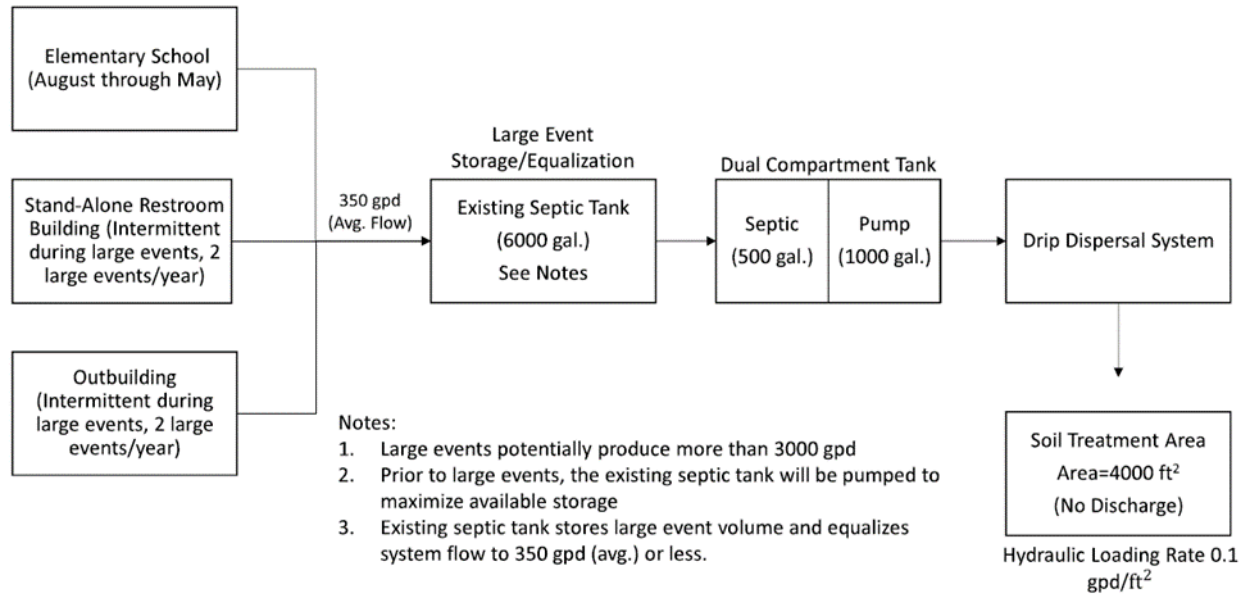 Elementary School
(August through May)
Stand-Alone Restroom
Building (Intermittent
during large events, 2
large events/year)
Outbuilding
(Intermittent during
large events, 2 large
events/year)
350 gpd
(Avg. Flow)
Large Event
Storage/Equalization
Existing Septic Tank
(6000 gal.)
See Notes
Dual Compartment Tank
Septic
(500 gal.)
Pump
(1000 gal.)
Drip Dispersal System
Soil Treatment Area
Area=4000 ft²
(No Discharge)
Hydraulic Loading Rate 0.1
gpd/ft²
Notes:
1. Large events potentially produce more than 3000 gpd
2. Prior to large events, the existing septic tank will be pumped to
maximize available storage
3. Existing septic tank stores large event volume and equalizes
system flow to 350 gpd (avg.) or less.